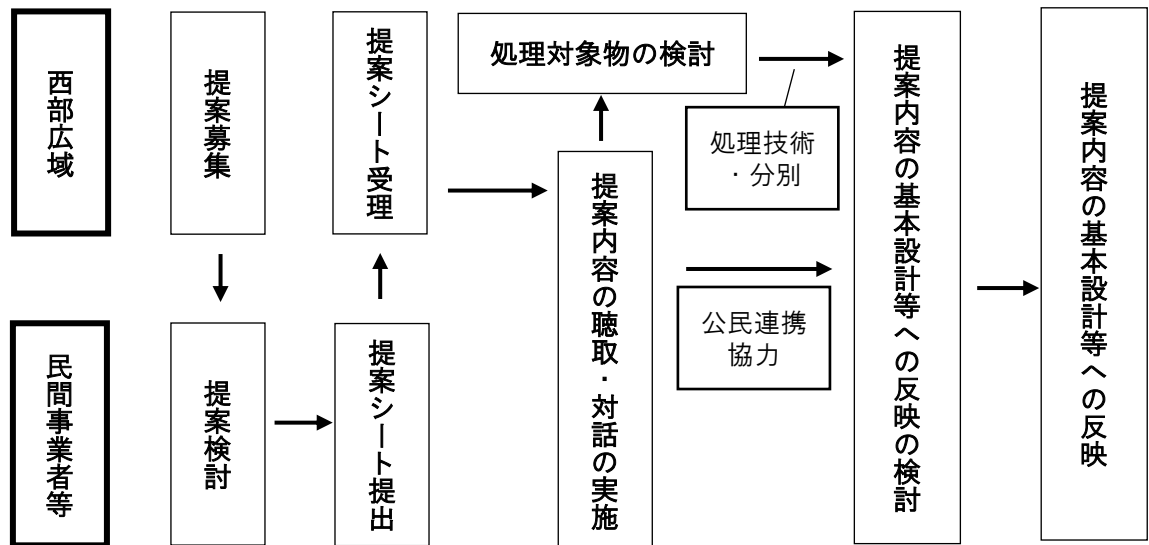 西部広域
提案募集
提案シート受理
処理対象物の検討
処理技術
・分別
提案内容の聴取・対話の実施
公民連携
協力
提案内容の基本設計等への反映の検討
提案内容の基本設計等への反映
民間事業者等
提案検討
提案シート提出